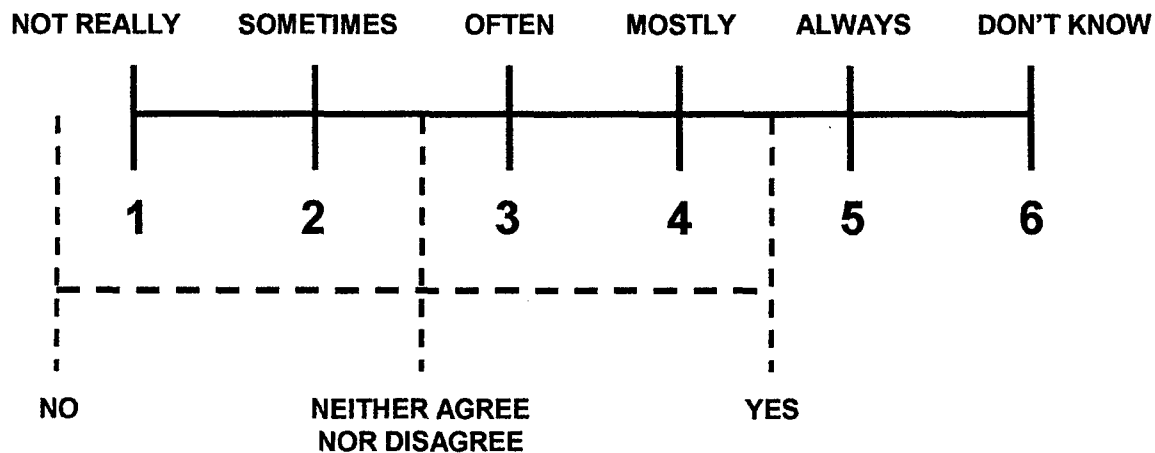 NOT REALLY SOMETIMES OFTEN MOSTLY ALWAYS DON'T KNOW
1 2 3 4 5 6
NO NEITHER AGREE YES
NOR DISAGREE